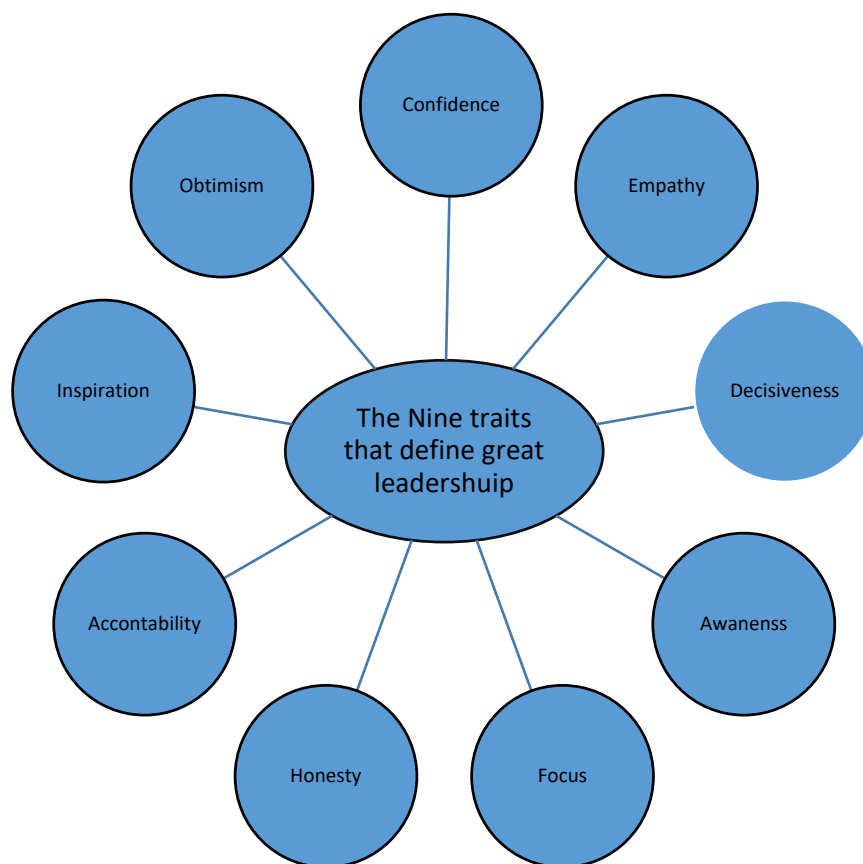 Confidence
Obtimism
Empathy
Inspiration
Decisiveness
The Nine traits
that define great
leadershuip
Accontability
Awanenss
Honesty
Focus